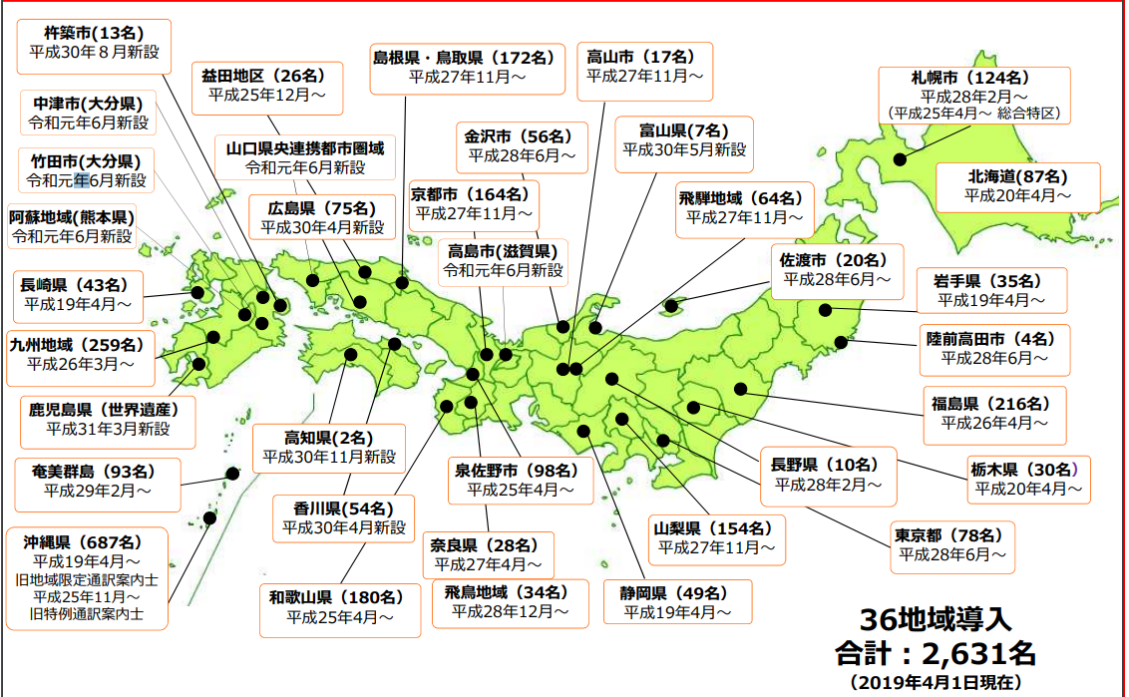 杵築市(13名)
平成30年８月新設
益田地区（26名）
平成25年12月～
島根県・鳥取県（172名）
平成27年11月～
高山市（17名）
平成27年11月～
札幌市（124名）
平成28年2月～
（平成25年4月～ 総合特区）
中津市(大分県)
令和元年6月新設
山口県央連携都市圏域
令和元年6月新設
金沢市（56名）
平成28年6月～
富山県(7名)
平成30年5月新設
竹田市(大分県)
令和元年6月新設
北海道(87名）
平成20年4月～
広島県（75名）
平成30年4月新設
京都市（164名）
平成27年11月～
飛騨地域（64名）
平成27年11月～
阿蘇地域(熊本県)
令和元年6月新設
高島市(滋賀県)
令和元年6月新設
佐渡市（20名）
平成28年6月～
長崎県（43名）
平成19年4月～
岩手県（35名）
平成19年4月～
九州地域（259名）
平成26年3月～
陸前高田市（4名）
平成28年6月～
鹿児島県（世界遺産）
平成31年3月新設
福島県（216名）
平成26年4月～
高知県(2名）
平成30年11月新設
奄美群島（93名）
平成29年2月～
泉佐野市（98名）
平成25年4月～
長野県（10名）
平成28年2月～
栃木県（30名）
平成20年4月～
香川県(54名）
平成30年4月新設
沖縄県（687名）
平成19年4月～
旧地域限定通訳案内士
平成25年11月～
旧特例通訳案内士
奈良県（28名）
平成27年4月～
山梨県（154名）
平成27年11月～
東京都（78名）
平成28年6月～
和歌山県（180名）
平成25年4月～
飛鳥地域（34名）
平成28年12月～
静岡県（49名）
平成19年4月～
36地域導入
合計：2,631名
（2019年4月1日現在）